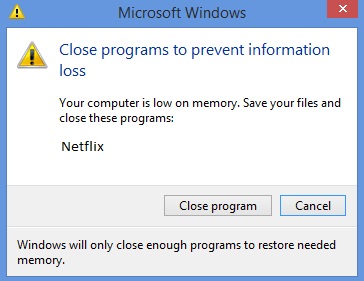 Microsoft Windows
Close programs to prevent information
loss
Your computer is low on memory. Save your files and
close these programs:
Netflix
Close program Cancel
Windows will only close enough programs to restore needed
memory.